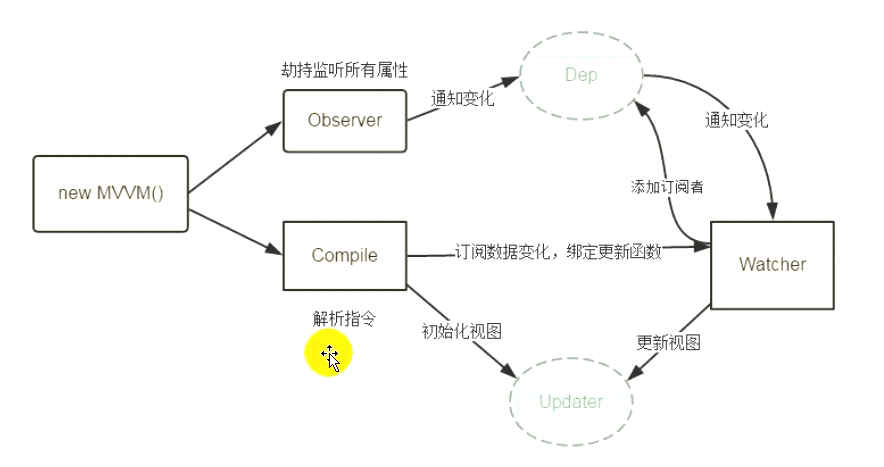 劫持监听所有属性
Observer
通知变化
Dep
通知变化
new MVVM()
添加订阅者
Compile
订阅数据变化，绑定更新函数
Watcher
解析指令
初始化视图
更新视图
Updater